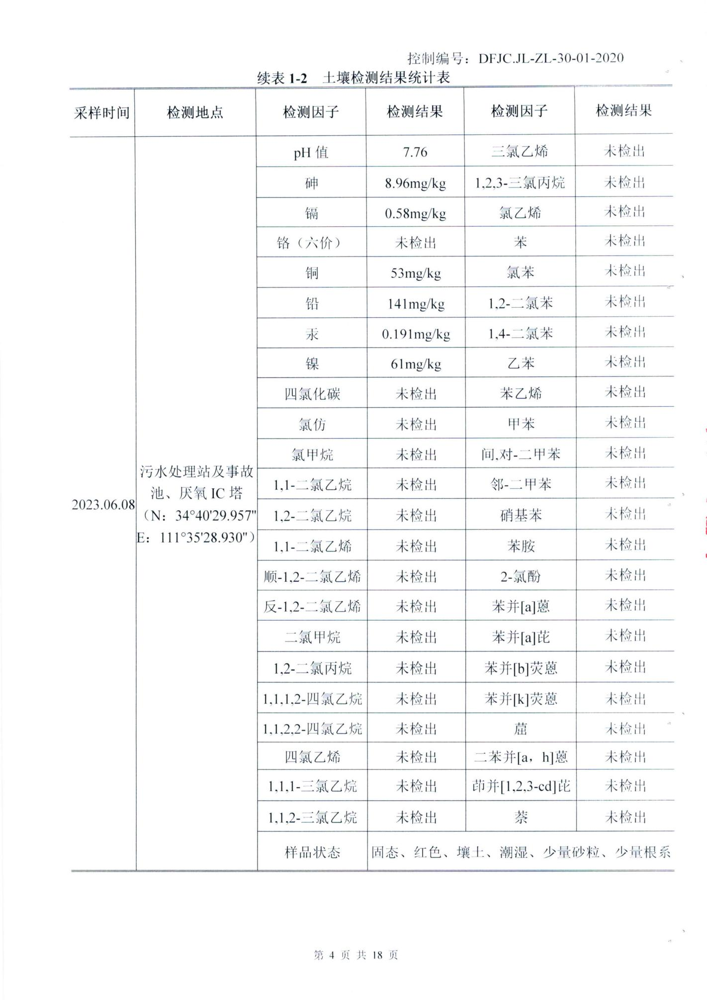 控制编号：DFJC.JL-ZL-30-01-2020
续表 1-2 土壤检测结果统计表
采样时间 检测地点 检测因子 检测结果 检测因子 检测结果
pH 值 7.76 三氯乙烯 未检出
砷 8.96mg/kg 1,2,3-三氯丙烷 未检出
镉 0.58mg/kg 氯乙烯 未检出
铬（六价） 未检出 苯 未检出
铜 53mg/kg 氯苯 未检出
铅 141mg/kg 1,2-二氯苯 未检出
汞 0.191mg/kg 1,4-二氯苯 未检出
镍 61mg/kg 乙苯 未检出
四氯化碳 未检出 苯乙烯 未检出
氯仿 未检出 甲苯 未检出
氯甲烷 未检出 间,对-二甲苯 未检出
2023.06.08
污水处理站及事故
池、厌氧 IC 塔
（N：34°40'29.957"
E：111°35'28.930"）
1,1-二氯乙烷 未检出 邻-二甲苯 未检出
1,2-二氯乙烷 未检出 硝基苯 未检出
1,1-二氯乙烯 未检出 苯胺 未检出
顺-1,2-二氯乙烯 未检出 2-氯酚 未检出
反-1,2-二氯乙烯 未检出 苯并[a]蒽 未检出
二氯甲烷 未检出 苯并[a]芘 未检出
1,2-二氯丙烷 未检出 苯并[b]荧蒽 未检出
1,1,1,2-四氯乙烷 未检出 苯并[k]荧蒽 未检出
1,1,2,2-四氯乙烷 未检出 䓛 未检出
四氯乙烯 未检出 二苯并[a，h]蒽 未检出
1,1,1-三氯乙烷 未检出 茚并[1,2,3-cd]芘 未检出
1,1,2-三氯乙烷 未检出 萘 未检出
样品状态 固态、红色、壤土、潮湿、少量砂粒、少量根系
第 4 页 共 18 页